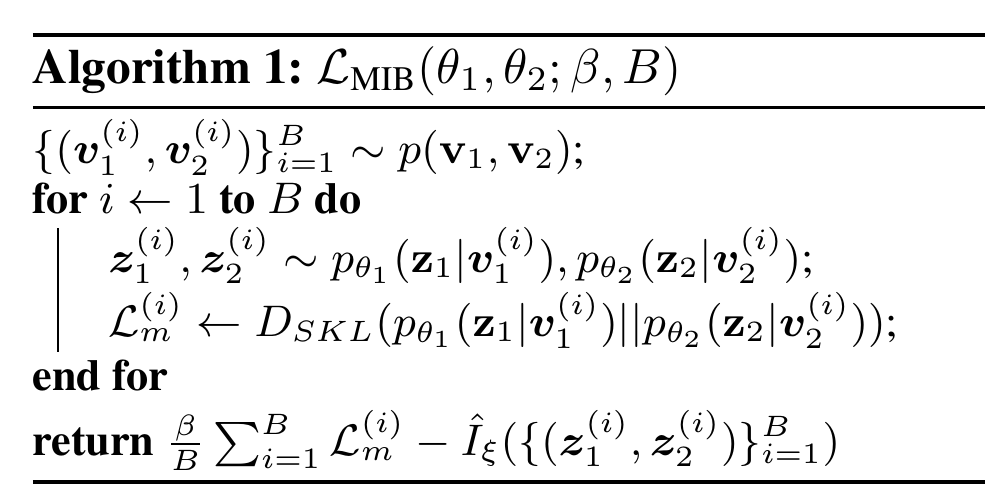 Algorithm 1: $\mathcal{L}_{\text{MIB}}(\theta_1, \theta_2; \beta, B)$
$\{(\boldsymbol{v}_1^{(i)}, \boldsymbol{v}_2^{(i)})\}_{i=1}^{B} \sim p(\mathbf{v}_1, \mathbf{v}_2)$;
for $i \leftarrow 1$ to $B$ do
$\boldsymbol{z}_1^{(i)}, \boldsymbol{z}_2^{(i)} \sim p_{\theta_1}(\mathbf{z}_1|\boldsymbol{v}_1^{(i)}), p_{\theta_2}(\mathbf{z}_2|\boldsymbol{v}_2^{(i)})$;
$\mathcal{L}_m^{(i)} \leftarrow D_{SKL}(p_{\theta_1}(\mathbf{z}_1|\boldsymbol{v}_1^{(i)})||p_{\theta_2}(\mathbf{z}_2|\boldsymbol{v}_2^{(i)}))$;
end for
return $\frac{\beta}{B} \sum_{i=1}^{B} \mathcal{L}_m^{(i)} - \hat{I}_{\xi}(\{(\boldsymbol{z}_1^{(i)}, \boldsymbol{z}_2^{(i)})\}_{i=1}^{B})$